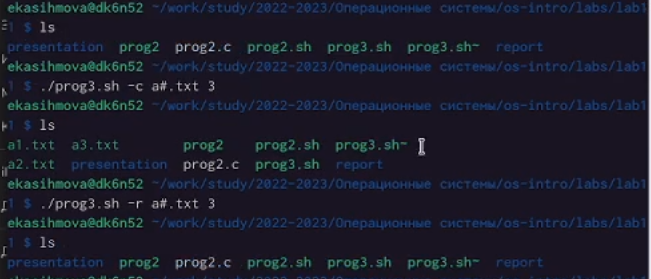 ekasihmova@dk6n52 ~/work/study/2022-2023/Операционные системы/os-intro/labs/lab1
1 $ ls
presentation prog2 prog2.c prog2.sh prog3.sh prog3.sh~ report
ekasihmova@dk6n52 ~/work/study/2022-2023/Операционные системы/os-intro/labs/lab1
1 $ ./prog3.sh -c a#.txt 3
ekasihmova@dk6n52 ~/work/study/2022-2023/Операционные системы/os-intro/labs/lab1
1 $ ls
a1.txt a3.txt prog2 prog2.sh prog3.sh~
a2.txt presentation prog2.c prog3.sh report
ekasihmova@dk6n52 ~/work/study/2022-2023/Операционные системы/os-intro/labs/lab1
1 $ ./prog3.sh -r a#.txt 3
ekasihmova@dk6n52 ~/work/study/2022-2023/Операционные системы/os-intro/labs/lab1
1 $ ls
presentation prog2 prog2.c prog2.sh prog3.sh prog3.sh~ report